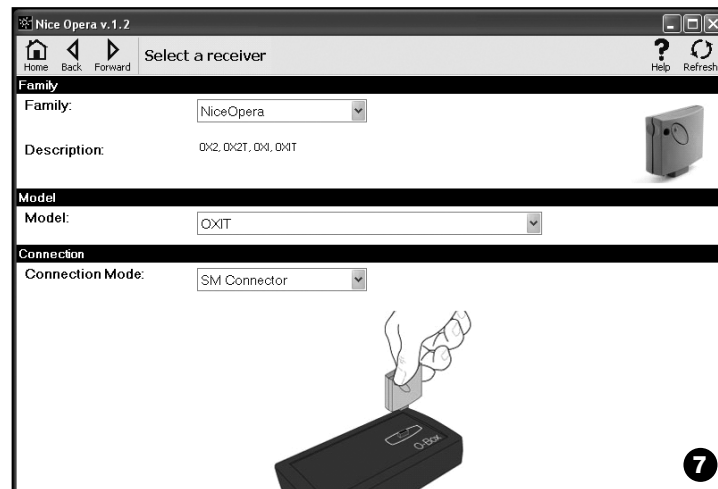 Nice Opera v.1.2
Home Back Forward Select a receiver Help Refresh
Family
Family: NiceOpera
Description: OX2, OX2T, OXI, OXIT
Model
Model: OXIT
Connection
Connection Mode: SM Connector
O-Box
7